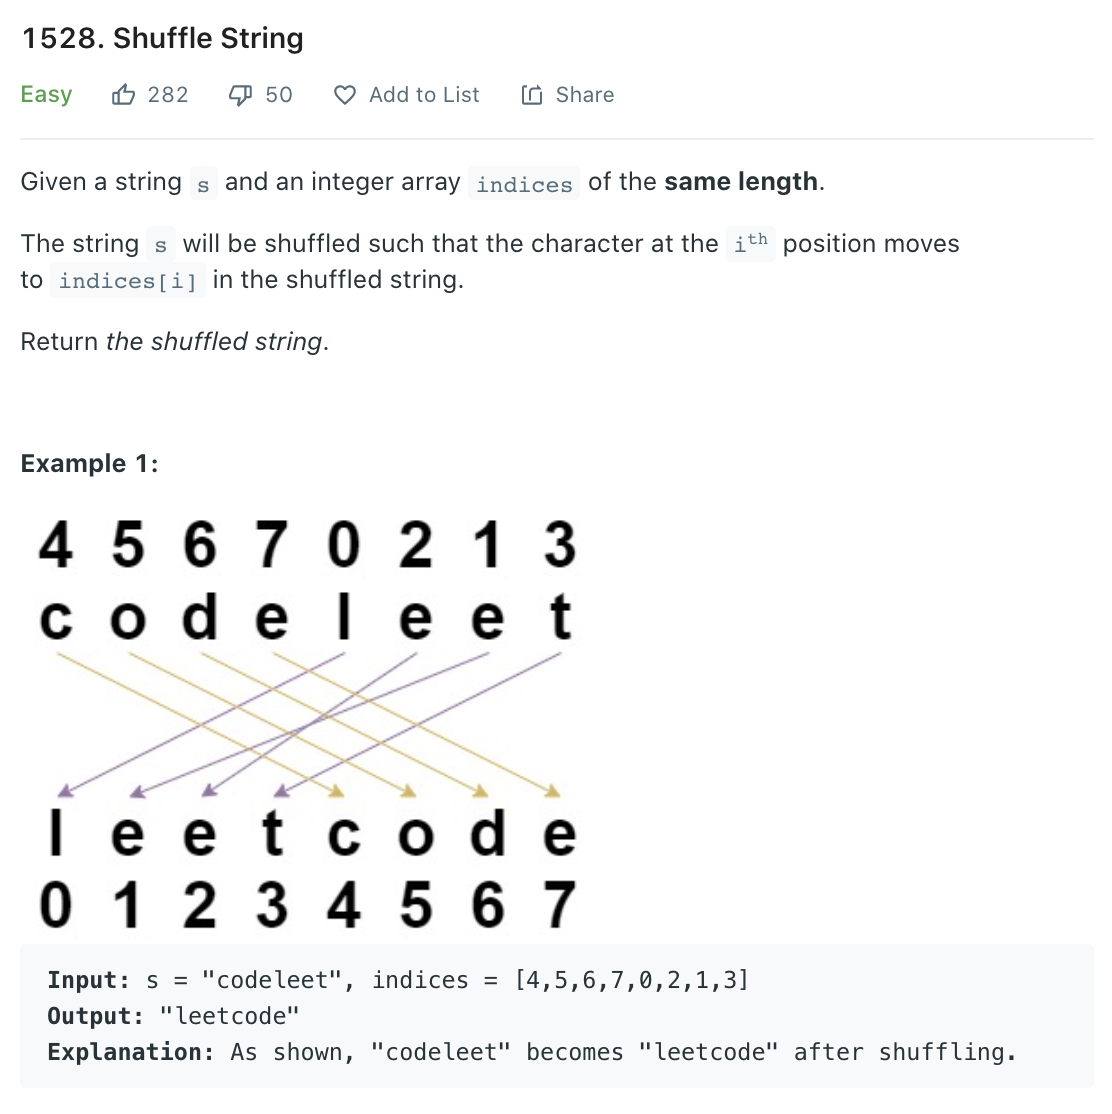 1528. Shuffle String
Easy 282 50 Add to List Share
Given a string s and an integer array indices of the same length.
The string s will be shuffled such that the character at the ith position moves
to indices[i] in the shuffled string.
Return the shuffled string.
Example 1:
4 5 6 7 0 2 1 3
c o d e l e e t
l e e t c o d e
0 1 2 3 4 5 6 7
Input: s = "codeleet", indices = [4,5,6,7,0,2,1,3]
Output: "leetcode"
Explanation: As shown, "codeleet" becomes "leetcode" after shuffling.